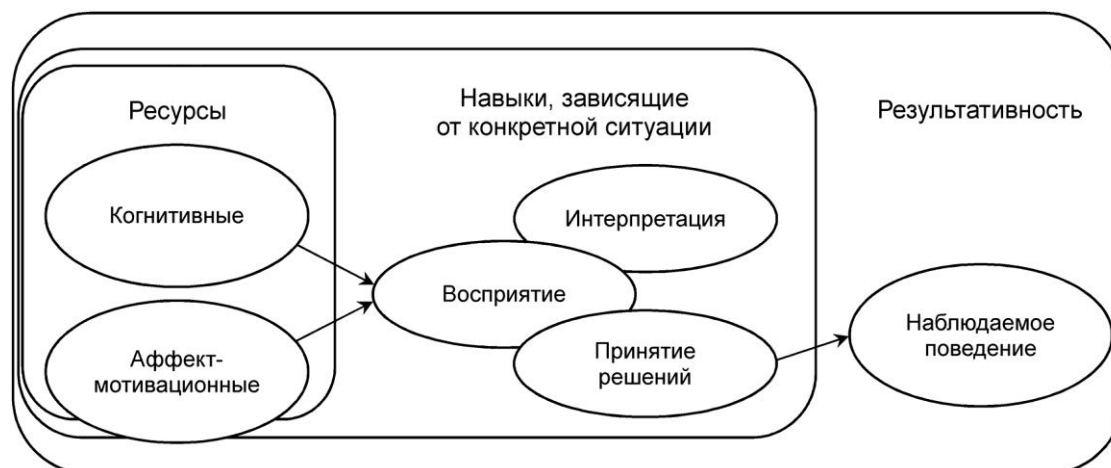 Ресурсы
Навыки, зависящие
от конкретной ситуации
Результативность
Когнитивные
Интерпретация
Восприятие
Аффект-
мотивационные
Принятие
решений
Наблюдаемое
поведение